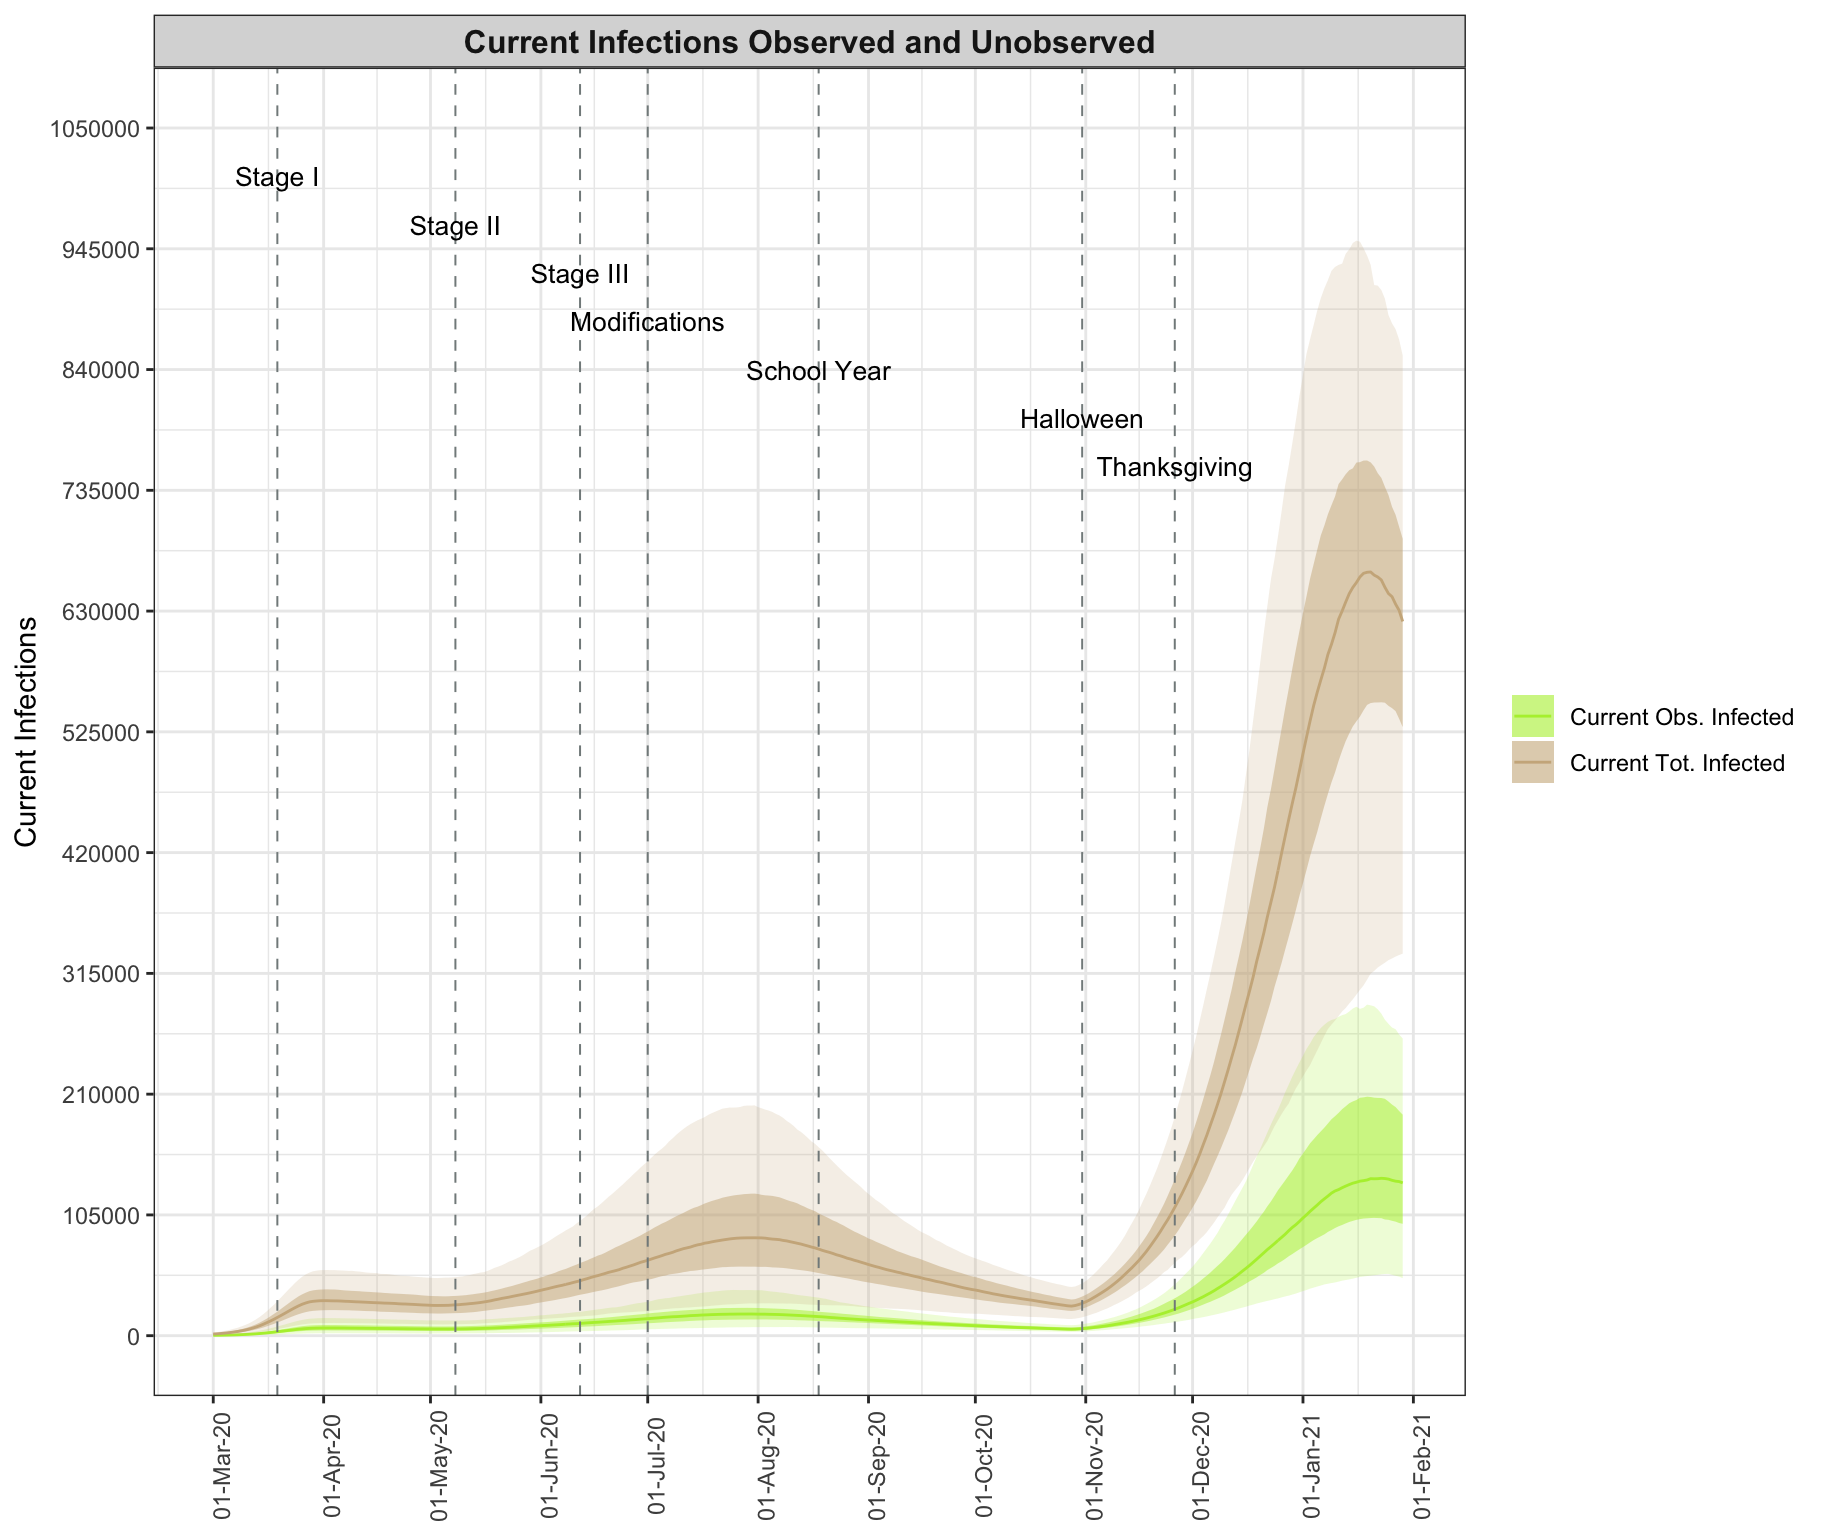 Current Infections Observed and Unobserved
1050000
945000
840000
735000
630000
525000
420000
315000
210000
105000
0
Current Infections
Stage I
Stage II
Stage III
Modifications
School Year
Halloween
Thanksgiving
Current Obs. Infected
Current Tot. Infected
01-Mar-20
01-Apr-20
01-May-20
01-Jun-20
01-Jul-20
01-Aug-20
01-Sep-20
01-Oct-20
01-Nov-20
01-Dec-20
01-Jan-21
01-Feb-21